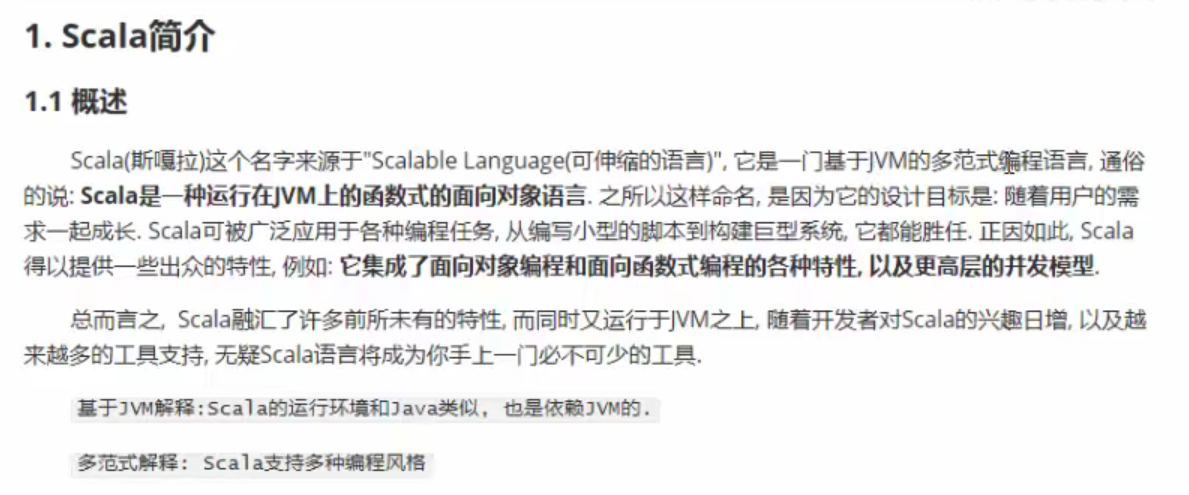 1. Scala简介
1.1 概述
Scala(斯嘎拉)这个名字来源于"Scalable Language(可伸缩的语言)", 它是一门基于JVM的多范式编程语言, 通俗
的说: Scala是一种运行在JVM上的函数式的面向对象语言. 之所以这样命名, 是因为它的设计目标是: 随着用户的需
求一起成长. Scala可被广泛应用于各种编程任务, 从编写小型的脚本到构建巨型系统, 它都能胜任. 正因如此, Scala
得以提供一些出众的特性, 例如: 它集成了面向对象编程和面向函数式编程的各种特性, 以及更高层的并发模型.
总而言之, Scala融汇了许多前所未有的特性, 而同时又运行于JVM之上, 随着开发者对Scala的兴趣日增, 以及越
来越多的工具支持, 无疑Scala语言将成为你手上一门必不可少的工具.
基于JVM解释:Scala的运行环境和Java类似, 也是依赖JVM的.
多范式解释: Scala支持多种编程风格